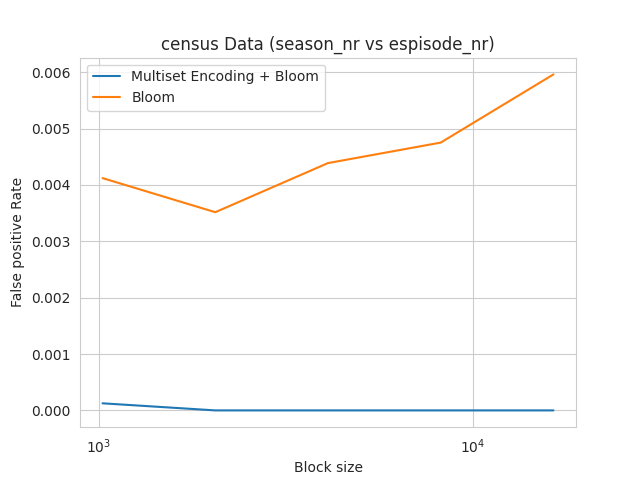 census Data (season_nr vs espisode_nr)
Multiset Encoding + Bloom
Bloom
False positive Rate
0.006
0.005
0.004
0.003
0.002
0.001
0.000
10³
10⁴
Block size